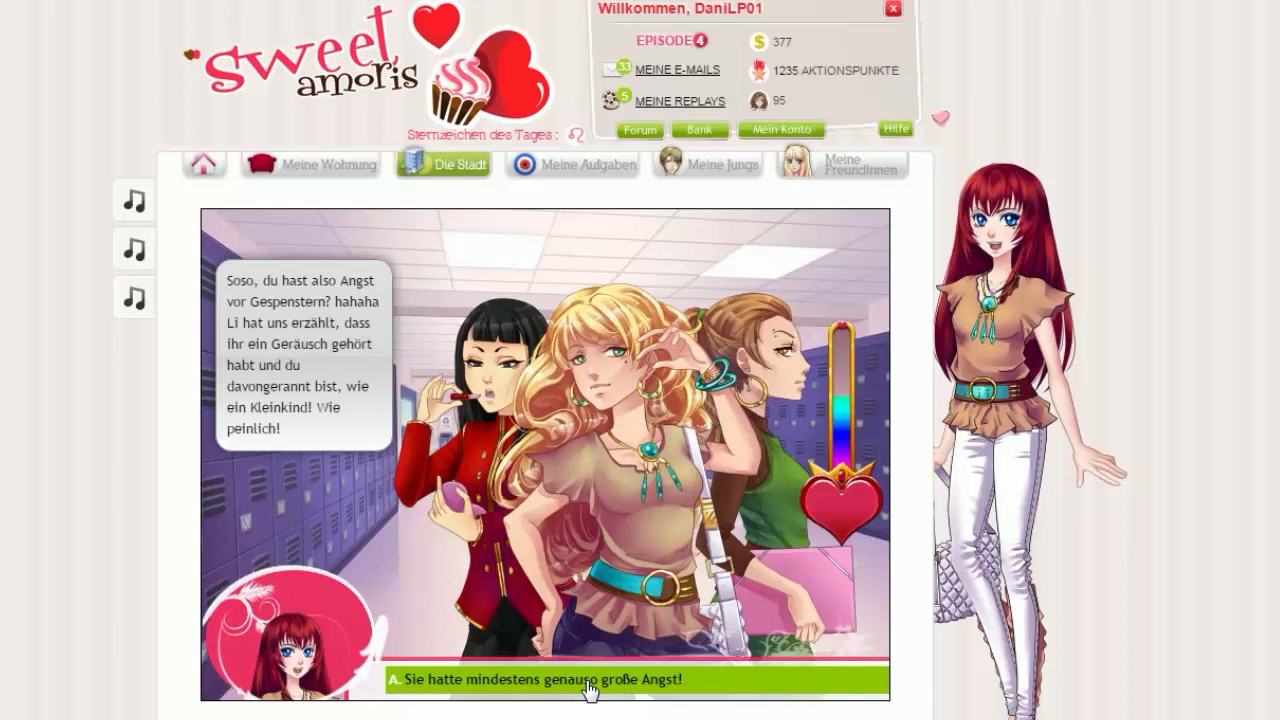 sweet
amoris
Willkommen, DaniLP01
x
EPISODE 4
377
33 MEINE E-MAILS
1235 AKTIONSPUNKTE
5 MEINE REPLAYS
95
Forum
Bank
Mein Konto
Hilfe
Sternzeichen des Tages :
Meine Wohnung
Die Stadt
Meine Aufgaben
Meine Jungs
Meine
Freundinnen
Soso, du hast also Angst
vor Gespenstern? hahaha
Li hat uns erzählt, dass
ihr ein Geräusch gehört
habt und du
davongerannt bist, wie
ein Kleinkind! Wie
peinlich!
A. Sie hatte mindestens genauso große Angst!